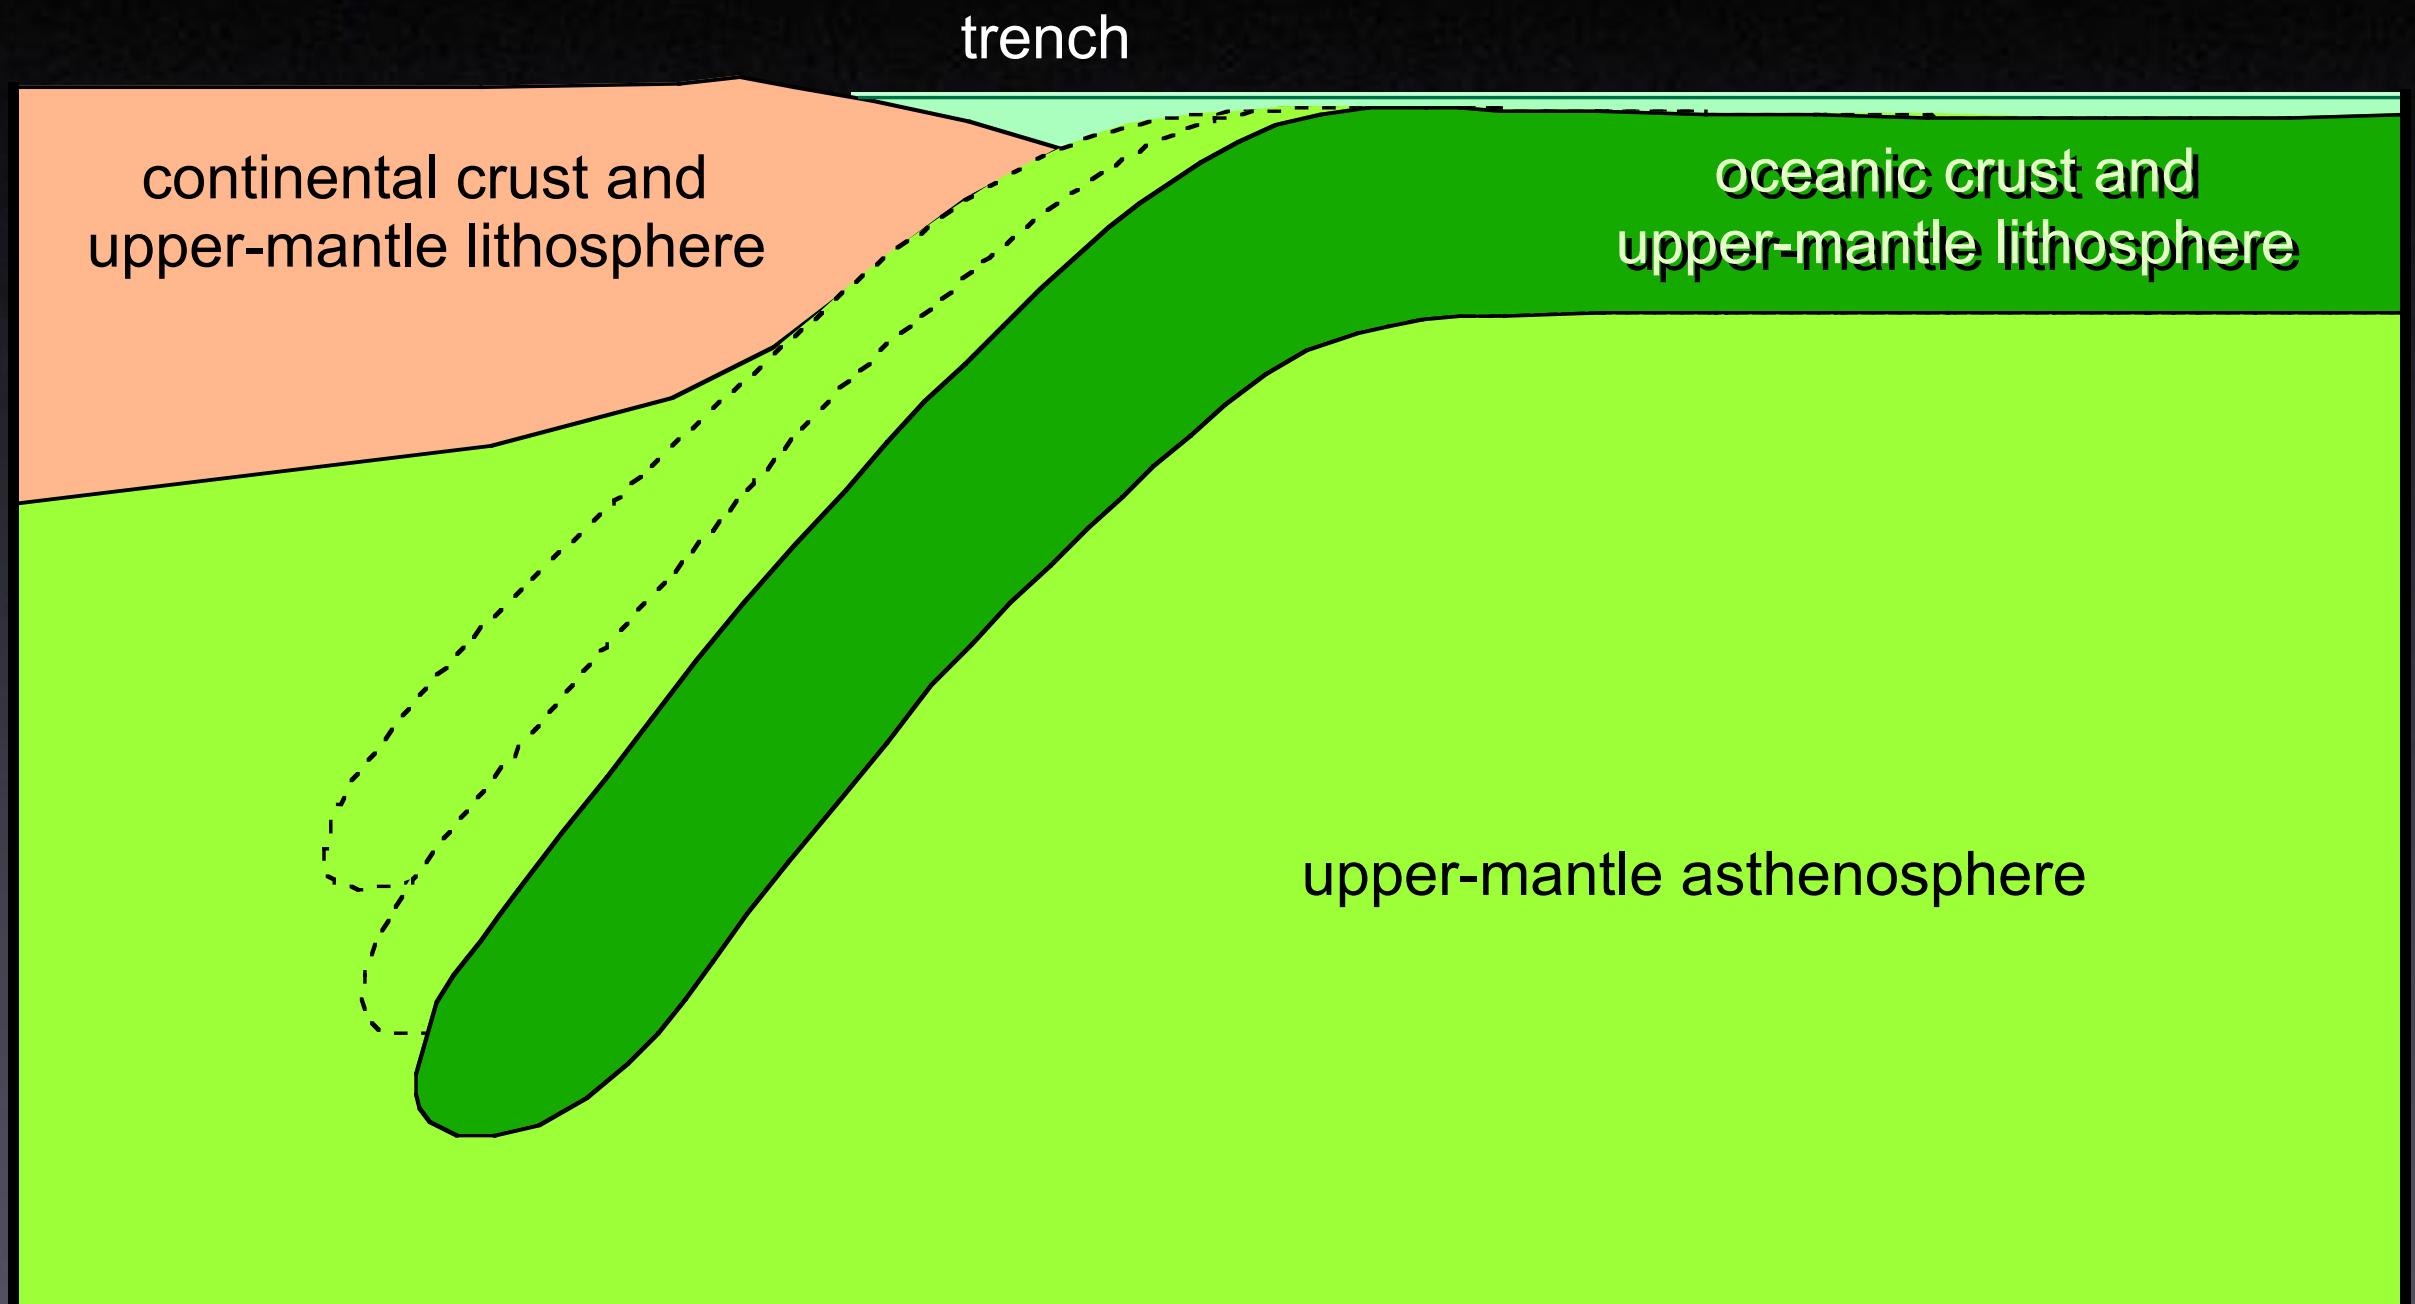 trench
continental crust and
upper-mantle lithosphere
oceanic crust and
upper-mantle lithosphere
upper-mantle asthenosphere